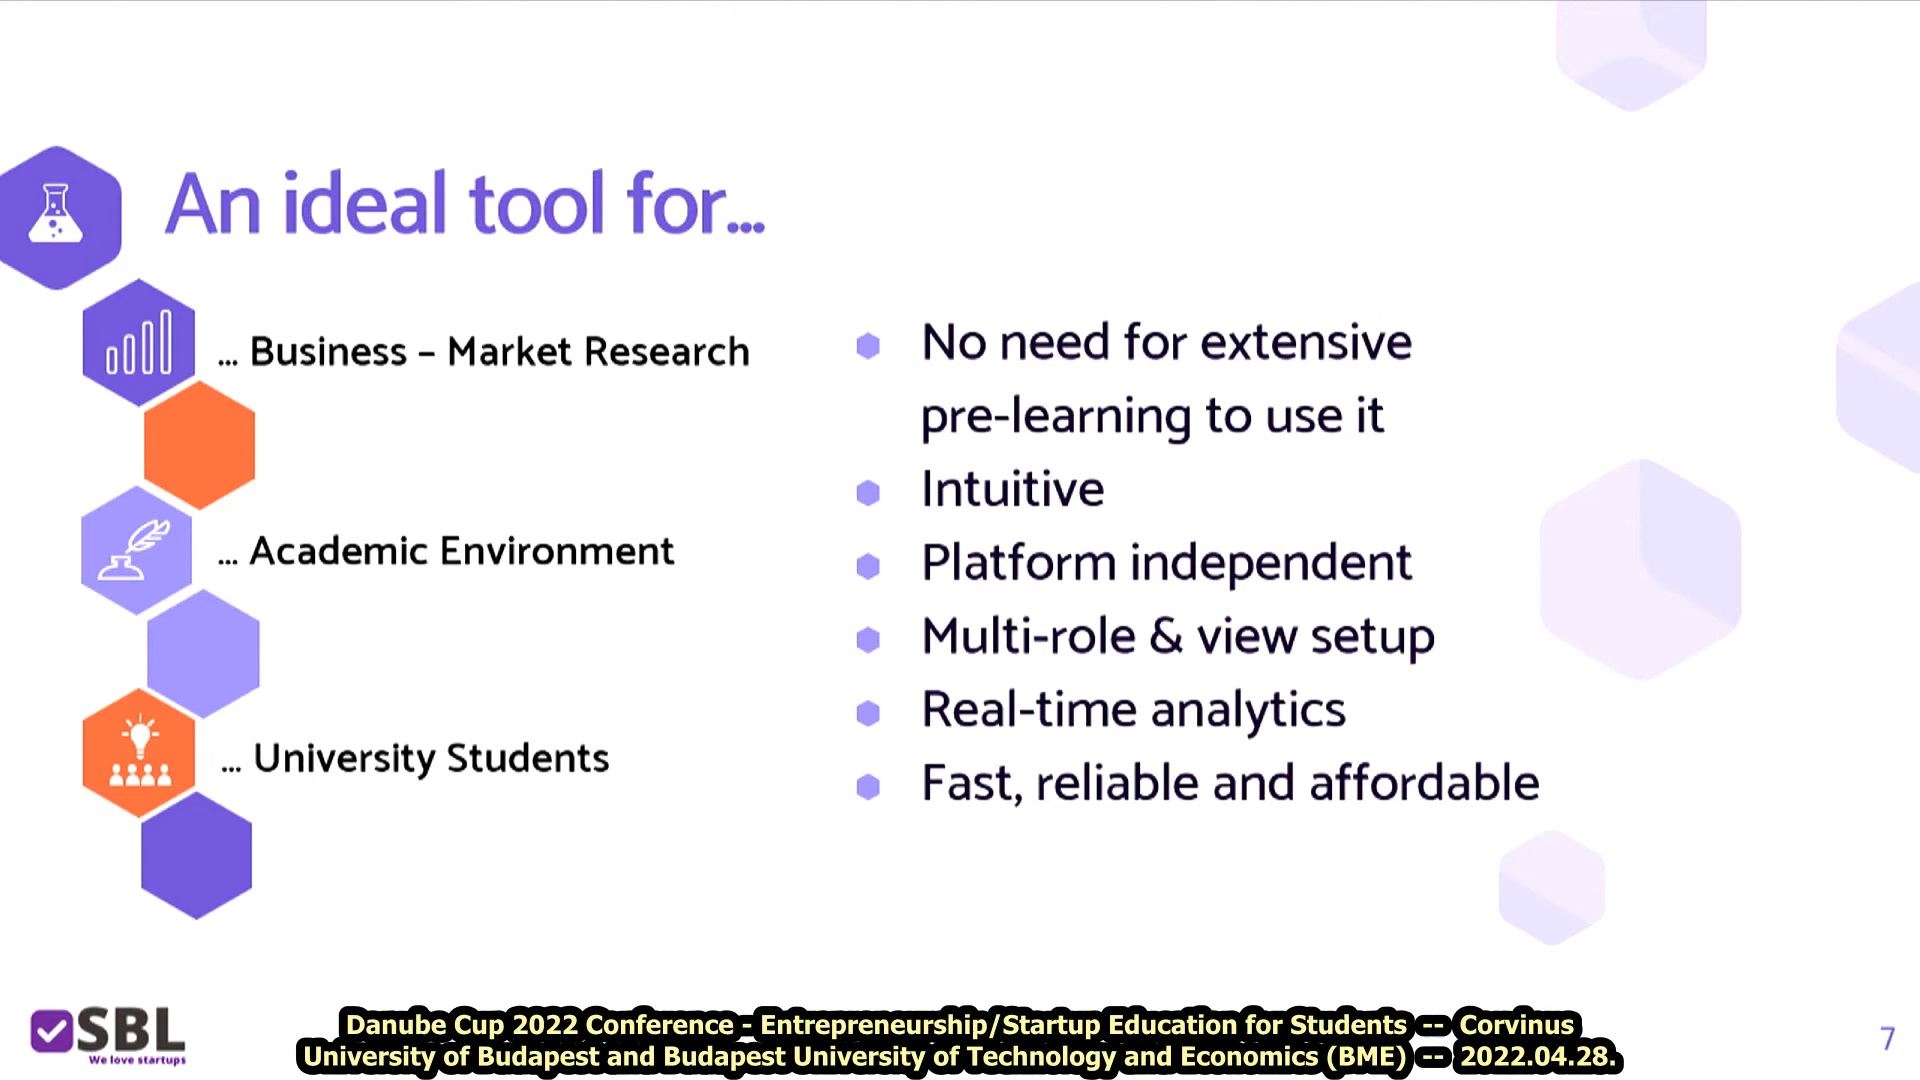 An ideal tool for...
... Business – Market Research
... Academic Environment
... University Students
No need for extensive
pre-learning to use it
Intuitive
Platform independent
Multi-role & view setup
Real-time analytics
Fast, reliable and affordable
SBL
We love startups
Danube Cup 2022 Conference - Entrepreneurship/Startup Education for Students -- Corvinus
University of Budapest and Budapest University of Technology and Economics (BME) -- 2022.04.28.
7